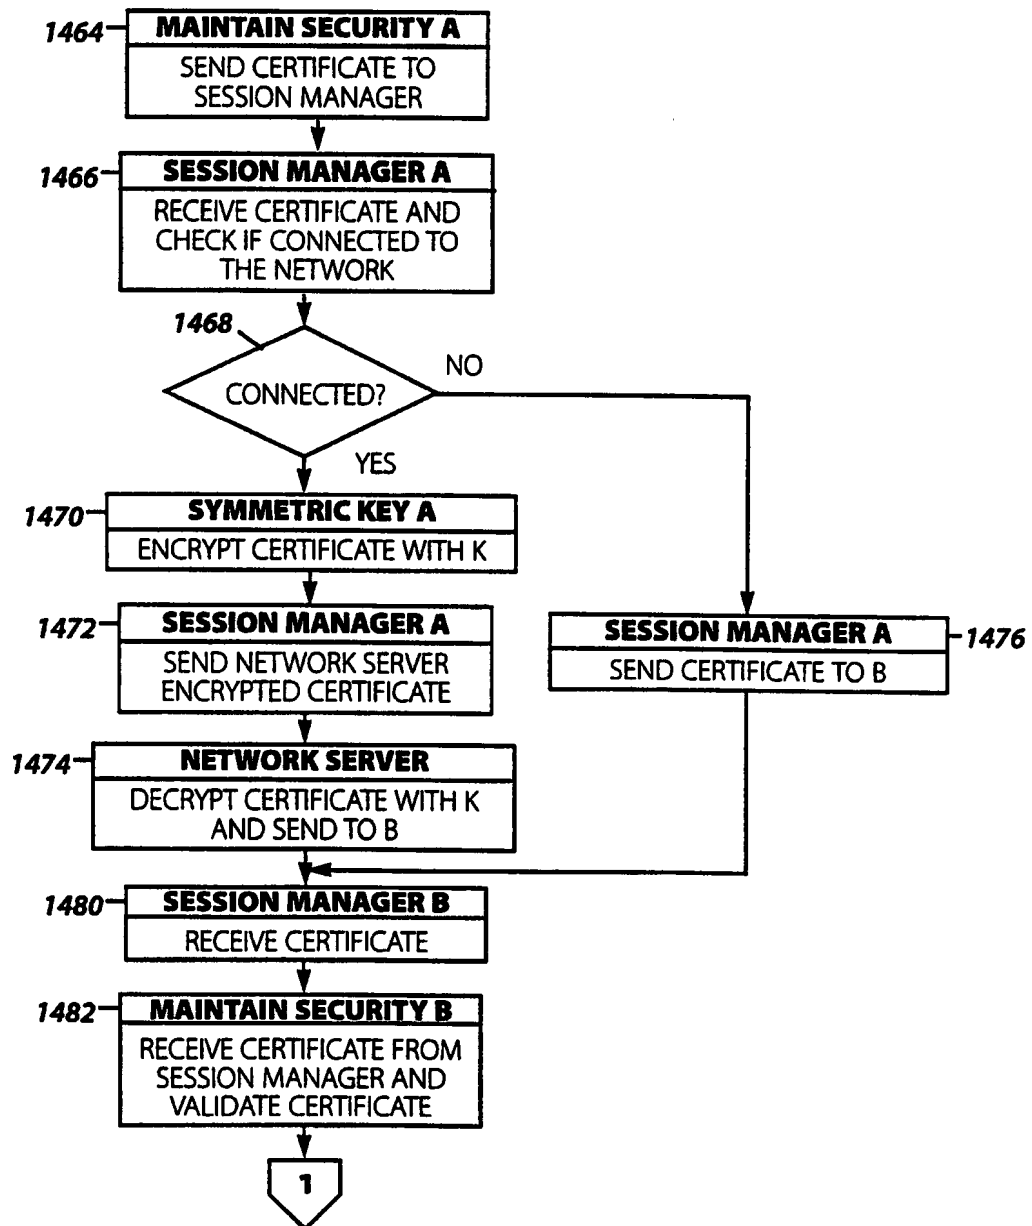 1464
MAINTAIN SECURITY A
SEND CERTIFICATE TO
SESSION MANAGER
1466
SESSION MANAGER A
RECEIVE CERTIFICATE AND
CHECK IF CONNECTED TO
THE NETWORK
1468
CONNECTED?
NO
YES
1470
SYMMETRIC KEY A
ENCRYPT CERTIFICATE WITH K
1472
SESSION MANAGER A
SEND NETWORK SERVER
ENCRYPTED CERTIFICATE
SESSION MANAGER A
1476
SEND CERTIFICATE TO B
1474
NETWORK SERVER
DECRYPT CERTIFICATE WITH K
AND SEND TO B
1480
SESSION MANAGER B
RECEIVE CERTIFICATE
1482
MAINTAIN SECURITY B
RECEIVE CERTIFICATE FROM
SESSION MANAGER AND
VALIDATE CERTIFICATE
1